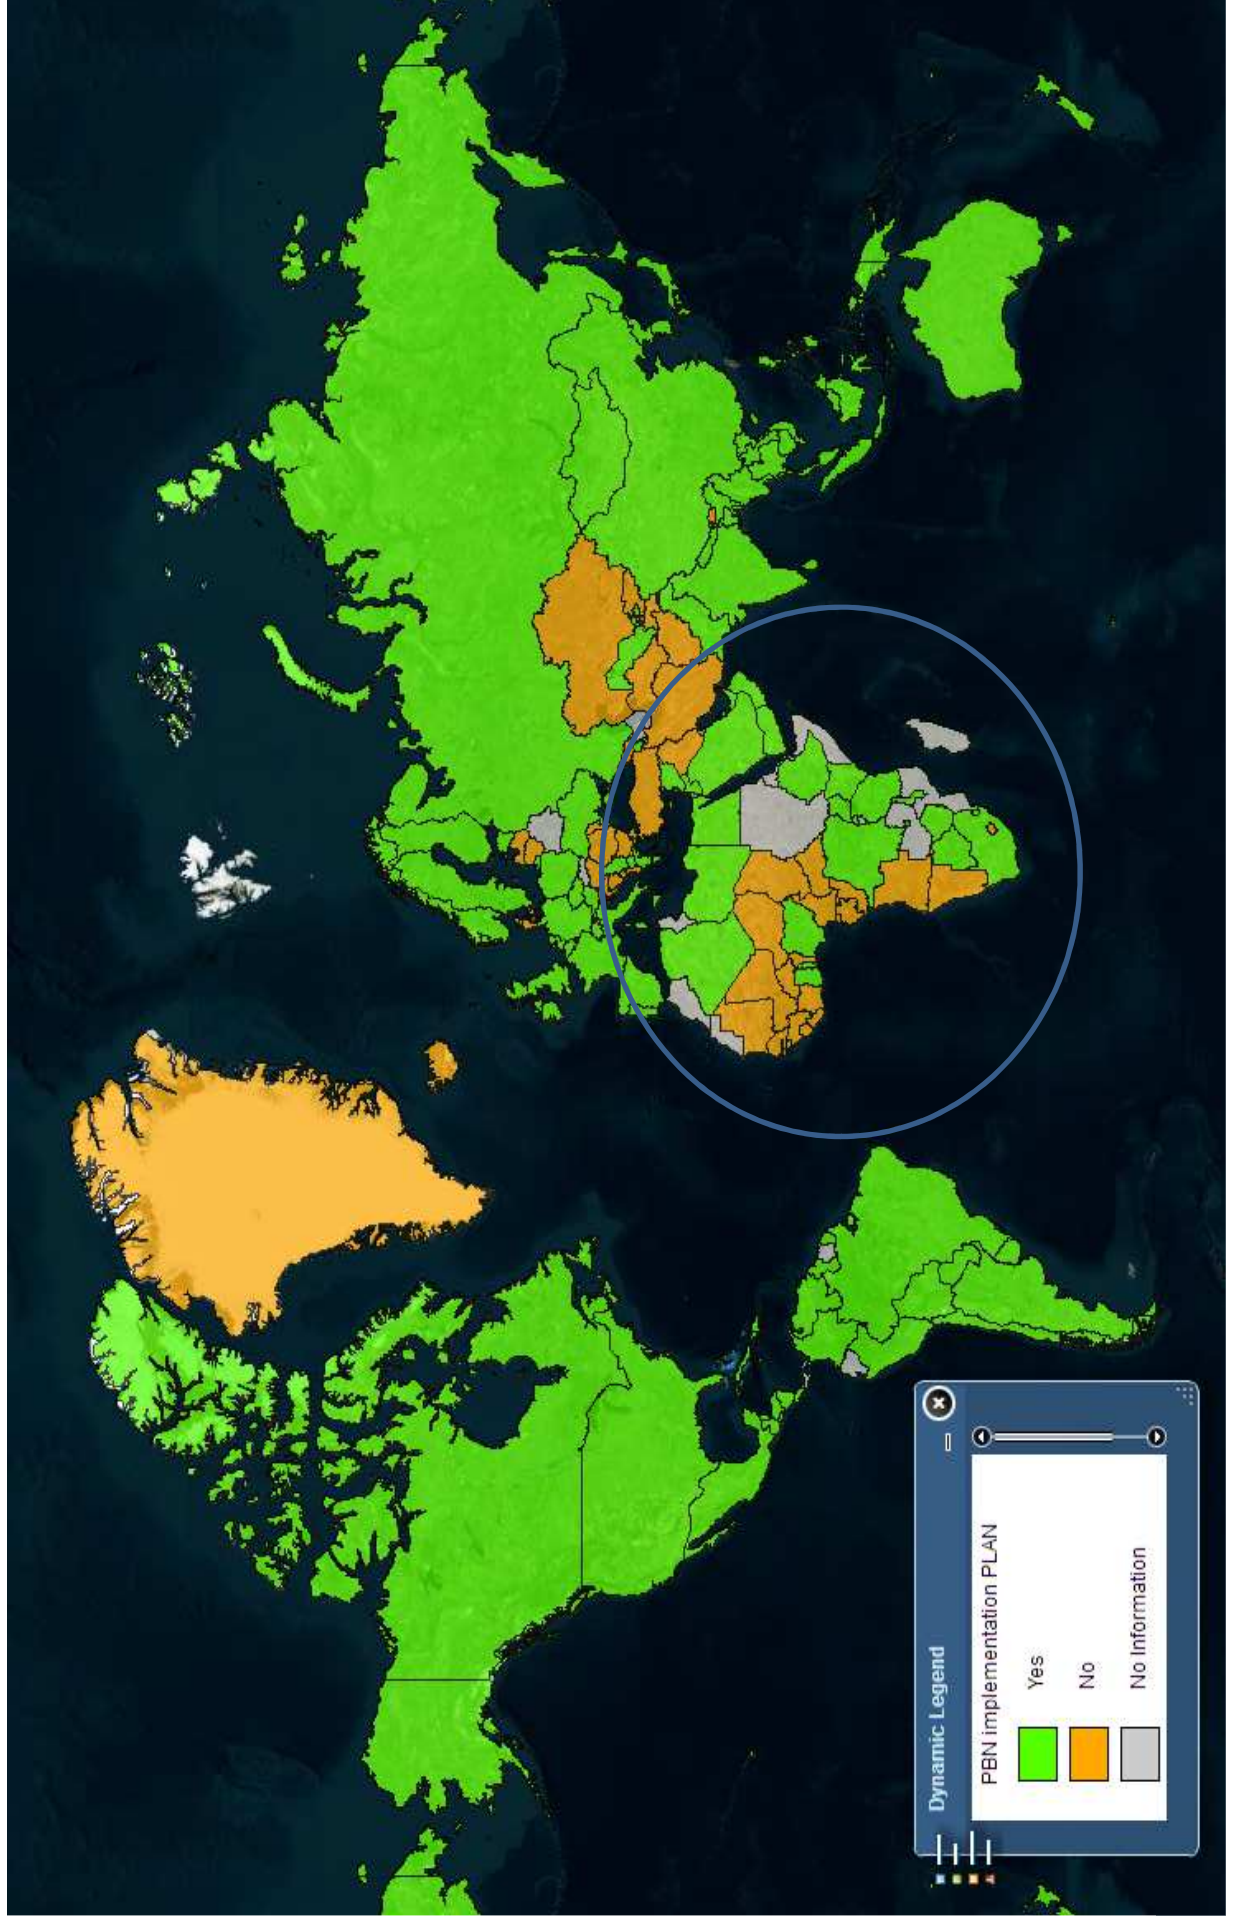 Dynamic Legend
PBN implementation PLAN
Yes
No
No Information